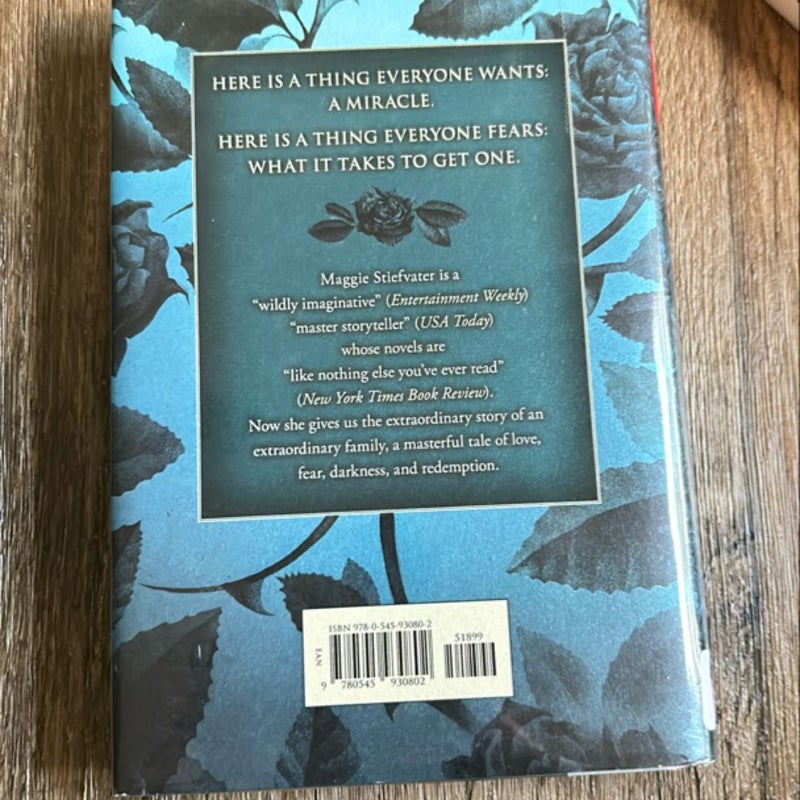 HERE IS A THING EVERYONE WANTS:
A MIRACLE.
HERE IS A THING EVERYONE FEARS:
WHAT IT TAKES TO GET ONE.
Maggie Stiefvater is a
“wildly imaginative” (Entertainment Weekly)
“master storyteller” (USA Today)
whose novels are
“like nothing else you’ve ever read”
(New York Times Book Review).
Now she gives us the extraordinary story of an
extraordinary family, a masterful tale of love,
fear, darkness, and redemption.
ISBN 978-0-545-93080-2
51899
EAN
9 780545 930802